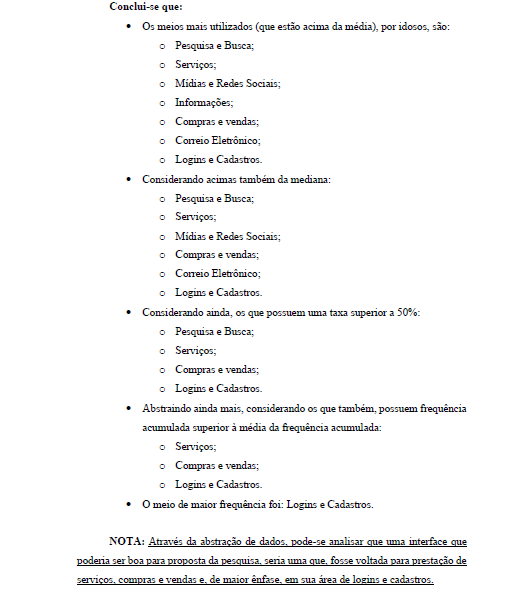 Conclui-se que:
• Os meios mais utilizados (que estão acima da média), por idosos, são:
o Pesquisa e Busca;
o Serviços;
o Mídias e Redes Sociais;
o Informações;
o Compras e vendas;
o Correio Eletrônico;
o Logins e Cadastros.
• Considerando acimas também da mediana:
o Pesquisa e Busca;
o Serviços;
o Mídias e Redes Sociais;
o Compras e vendas;
o Correio Eletrônico;
o Logins e Cadastros.
• Considerando ainda, os que possuem uma taxa superior a 50%:
o Pesquisa e Busca;
o Serviços;
o Compras e vendas;
o Logins e Cadastros.
• Abstraindo ainda mais, considerando os que também, possuem frequência
acumulada superior à média da frequência acumulada:
o Serviços;
o Compras e vendas;
o Logins e Cadastros.
• O meio de maior frequência foi: Logins e Cadastros.
NOTA: Através da abstração de dados, pode-se analisar que uma interface que
poderia ser boa para proposta da pesquisa, seria uma que, fosse voltada para prestação de
serviços, compras e vendas e, de maior ênfase, em sua área de logins e cadastros.